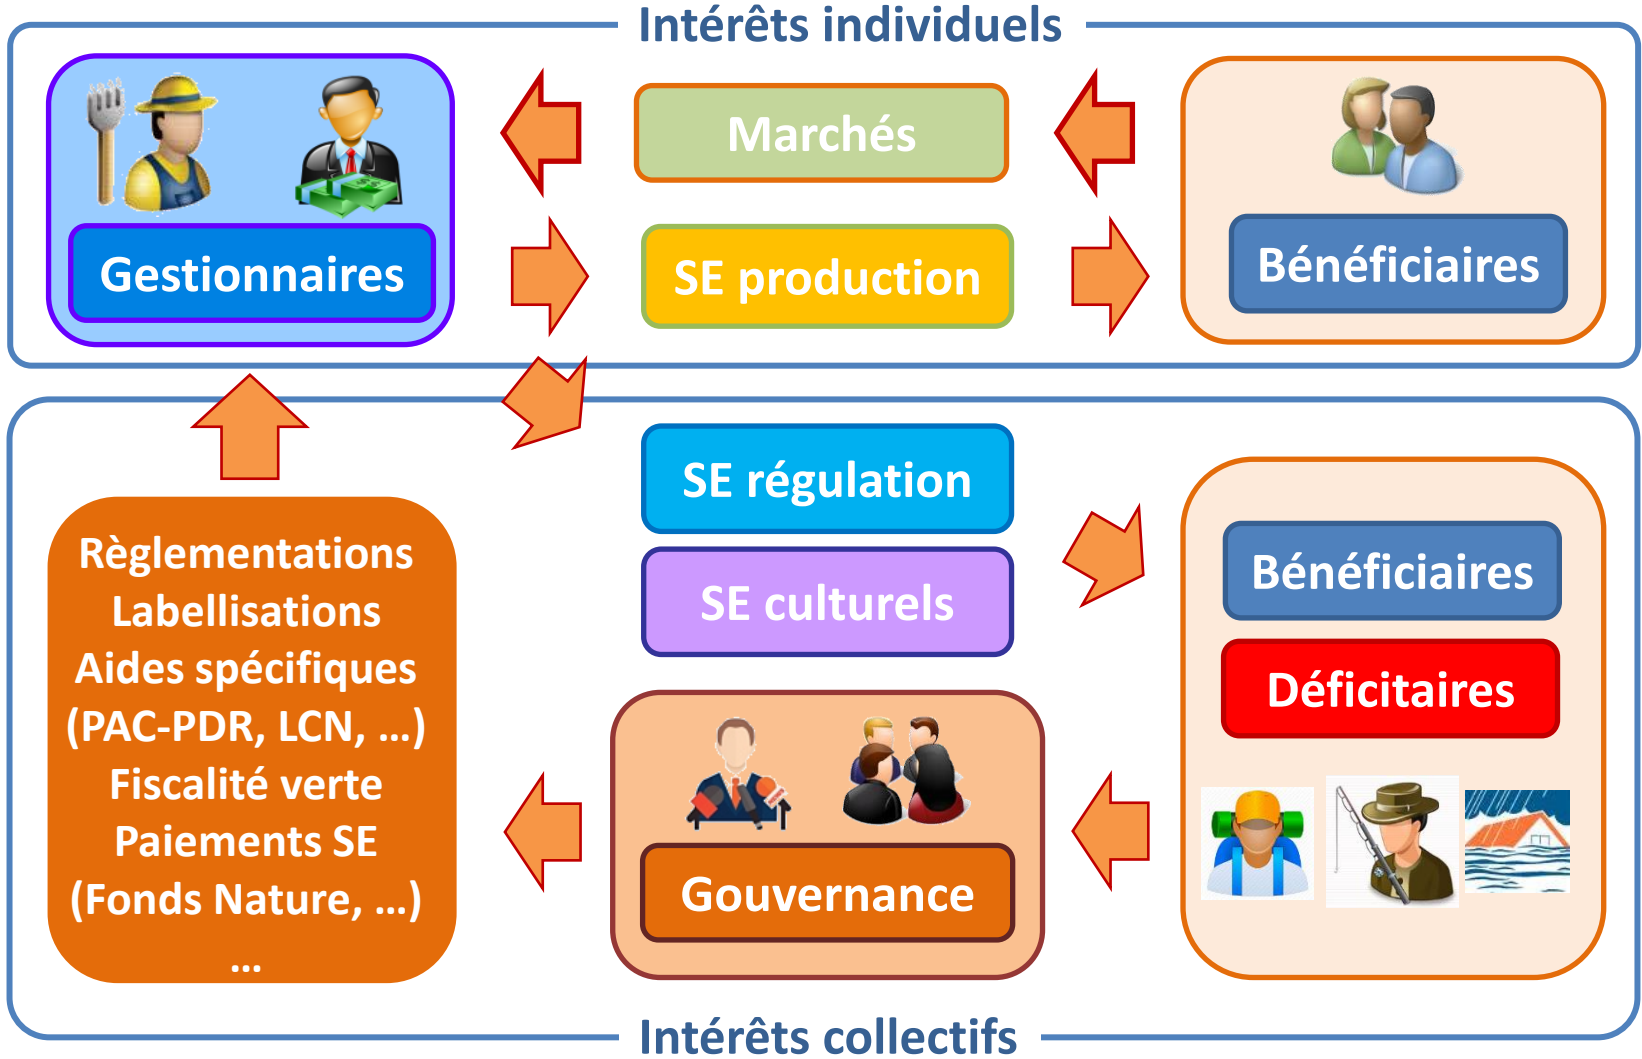 Intérêts individuels
Marchés
Gestionnaires
SE production
Bénéficiaires
SE régulation
SE culturels
Règlementations
Labellisations
Aides spécifiques
(PAC-PDR, LCN, ...)
Fiscalité verte
Paiements SE
(Fonds Nature, ...)
...
Bénéficiaires
Déficitaires
Gouvernance
Intérêts collectifs